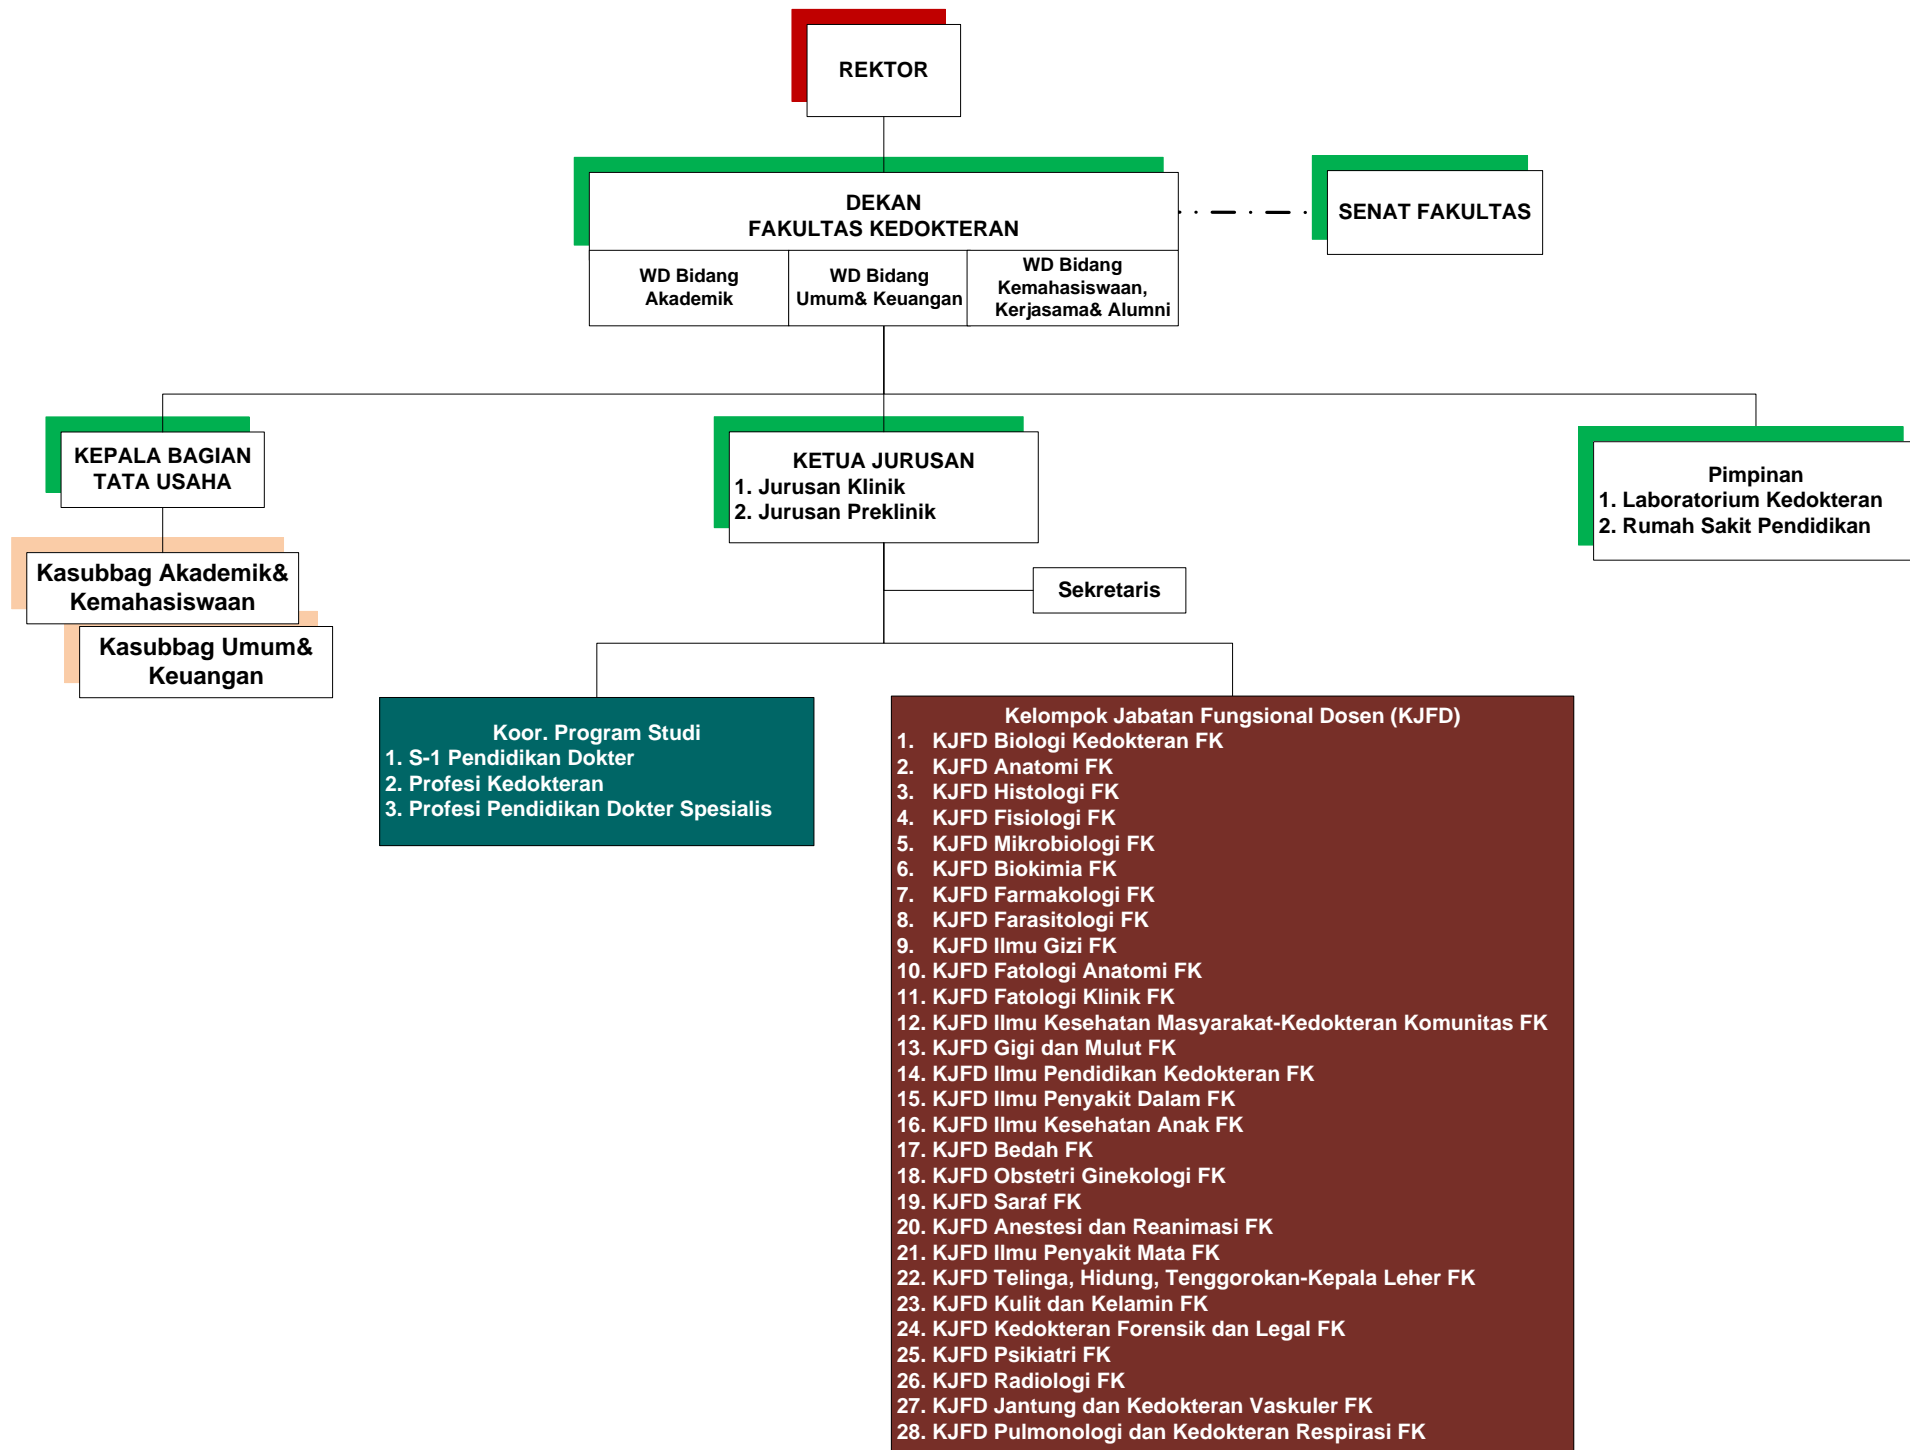 REKTOR
DEKAN
FAKULTAS KEDOKTERAN
SENAT FAKULTAS
WD Bidang
Akademik
WD Bidang
Umum& Keuangan
WD Bidang
Kemahasiswaan,
Kerjasama& Alumni
KEPALA BAGIAN
TATA USAHA
KETUA JURUSAN
1. Jurusan Klinik
2. Jurusan Preklinik
Pimpinan
1. Laboratorium Kedokteran
2. Rumah Sakit Pendidikan
Kasubbag Akademik&
Kemahasiswaan
Kasubbag Umum&
Keuangan
Sekretaris
Koor. Program Studi
1. S-1 Pendidikan Dokter
2. Profesi Kedokteran
3. Profesi Pendidikan Dokter Spesialis
Kelompok Jabatan Fungsional Dosen (KJFD)
1. KJFD Biologi Kedokteran FK
2. KJFD Anatomi FK
3. KJFD Histologi FK
4. KJFD Fisiologi FK
5. KJFD Mikrobiologi FK
6. KJFD Biokimia FK
7. KJFD Farmakologi FK
8. KJFD Farasitologi FK
9. KJFD Ilmu Gizi FK
10. KJFD Fatologi Anatomi FK
11. KJFD Fatologi Klinik FK
12. KJFD Ilmu Kesehatan Masyarakat-Kedokteran Komunitas FK
13. KJFD Gigi dan Mulut FK
14. KJFD Ilmu Pendidikan Kedokteran FK
15. KJFD Ilmu Penyakit Dalam FK
16. KJFD Ilmu Kesehatan Anak FK
17. KJFD Bedah FK
18. KJFD Obstetri Ginekologi FK
19. KJFD Saraf FK
20. KJFD Anestesi dan Reanimasi FK
21. KJFD Ilmu Penyakit Mata FK
22. KJFD Telinga, Hidung, Tenggorokan-Kepala Leher FK
23. KJFD Kulit dan Kelamin FK
24. KJFD Kedokteran Forensik dan Legal FK
25. KJFD Psikiatri FK
26. KJFD Radiologi FK
27. KJFD Jantung dan Kedokteran Vaskuler FK
28. KJFD Pulmonologi dan Kedokteran Respirasi FK